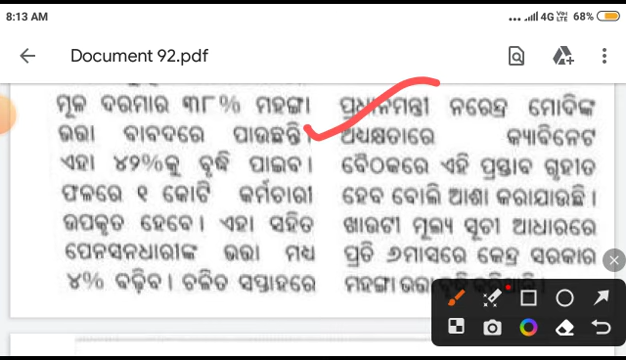 8:13 AM
4G VoI LTE 68%
Document 92.pdf
ମୂଳ ଦରମାର ୩୮% ମହଙ୍ଗା
ଭତ୍ତା ବାବଦରେ ପାଉଛନ୍ତି।
ଏହା ୪୨%କୁ ବୃଦ୍ଧି ପାଇବ।
ଫଳରେ ୧ କୋଟି କର୍ମଚାରୀ
ଉପକୃତ ହେବେ। ଏହା ସହିତ
ପେନସନଧାରୀଙ୍କ ଭତ୍ତା ମଧ୍ୟ
୪% ବଢ଼ିବ। ଚଳିତ ସପ୍ତାହରେ
ପ୍ରଧାନମନ୍ତ୍ରୀ ନରେନ୍ଦ୍ର ମୋଦିଙ୍କ
ଅଧ୍ୟକ୍ଷତାରେ କ୍ୟାବିନେଟ
ବୈଠକରେ ଏହି ପ୍ରସ୍ତାବ ଗୃହୀତ
ହେବ ବୋଲି ଆଶା କରାଯାଉଛି।
ଖାଉଟୀ ମୂଲ୍ୟ ସୂଚୀ ଆଧାରରେ
ପ୍ରତି ୬ମାସରେ କେନ୍ଦ୍ର ସରକାର
ମହଙ୍ଗା ଭତ୍ତା